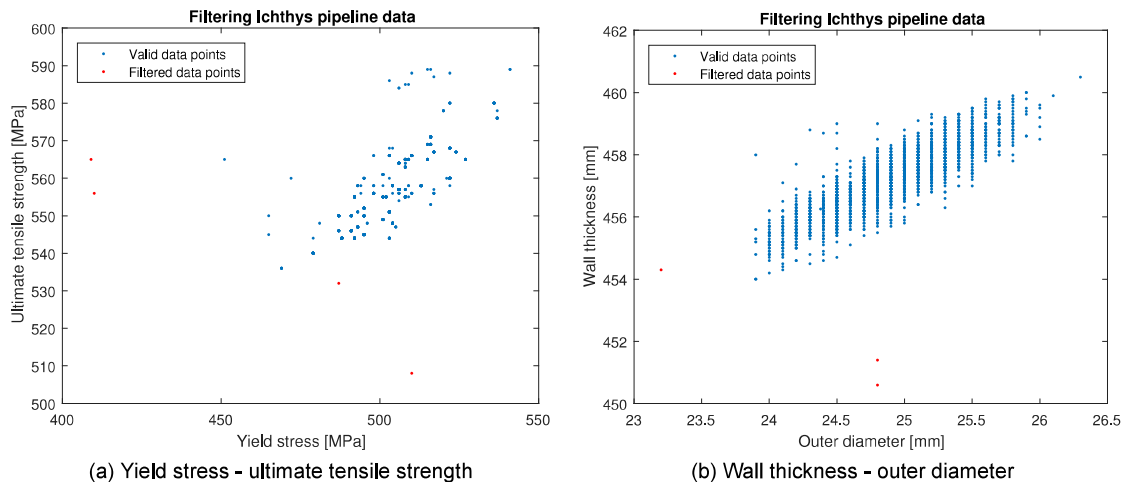 Filtering Ichthys pipeline data
Valid data points
Filtered data points
600
590
580
570
560
550
540
530
520
510
500
400
450
500
550
Ultimate tensile strength [MPa]
Yield stress [MPa]
(a) Yield stress - ultimate tensile strength
Filtering Ichthys pipeline data
Valid data points
Filtered data points
462
460
458
456
454
452
450
23
23.5
24
24.5
25
25.5
26
26.5
Wall thickness [mm]
Outer diameter [mm]
(b) Wall thickness - outer diameter